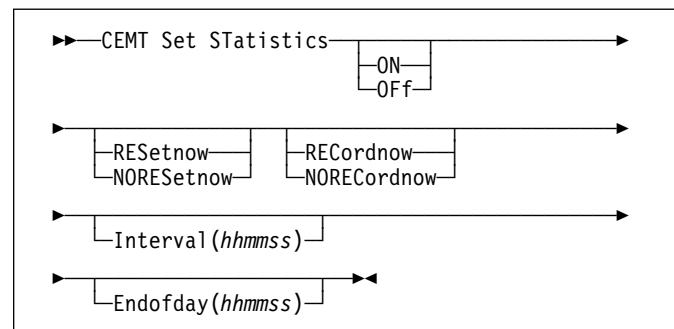 CEMT Set STatistics
ON
OFf
RESetnow RECordnow
NORESetnow NORECordnow
Interval(hhmmss)
Endofday(hhmmss)